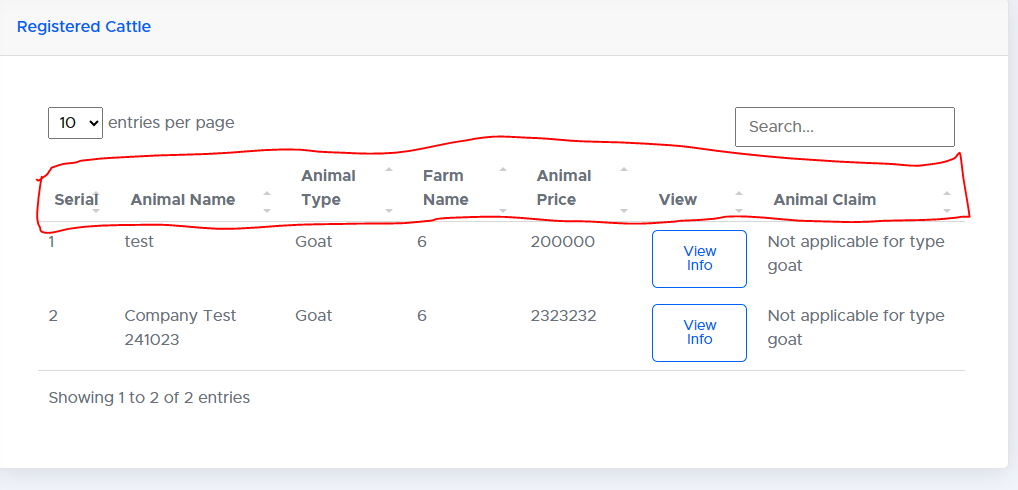 Registered Cattle
10 entries per page
Search...
Serial Animal Name Animal Type Farm Name Animal Price View Animal Claim
1 test Goat 6 200000 View Info Not applicable for type goat
2 Company Test 241023 Goat 6 2323232 View Info Not applicable for type goat
Showing 1 to 2 of 2 entries